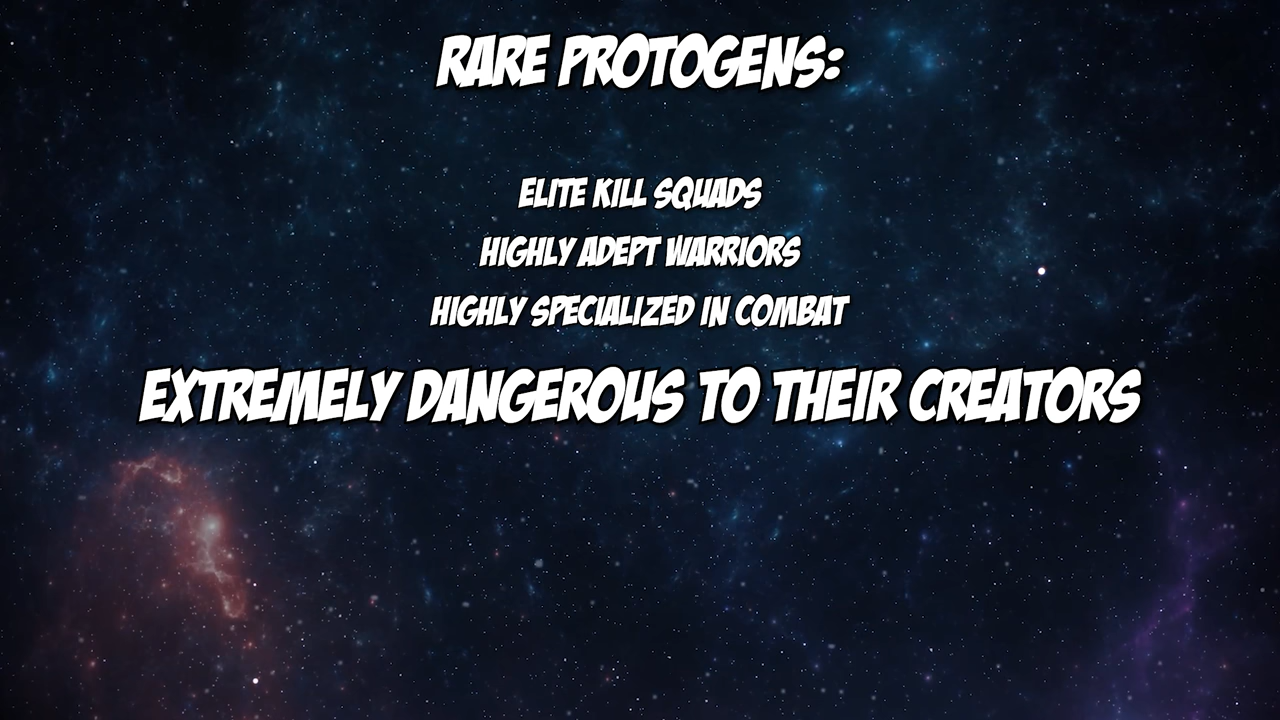 RARE PROTOGENS:
ELITE KILL SQUADS
HIGHLY ADEPT WARRIORS
HIGHLY SPECIALIZED IN COMBAT
EXTREMELY DANGEROUS TO THEIR CREATORS